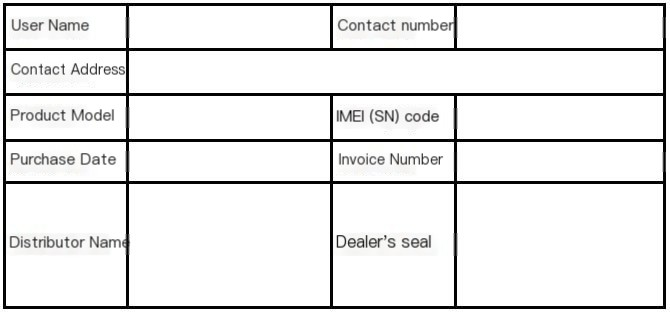 User Name
Contact number
Contact Address
Product Model
IMEI (SN) code
Purchase Date
Invoice Number
Distributor Name
Dealer's seal